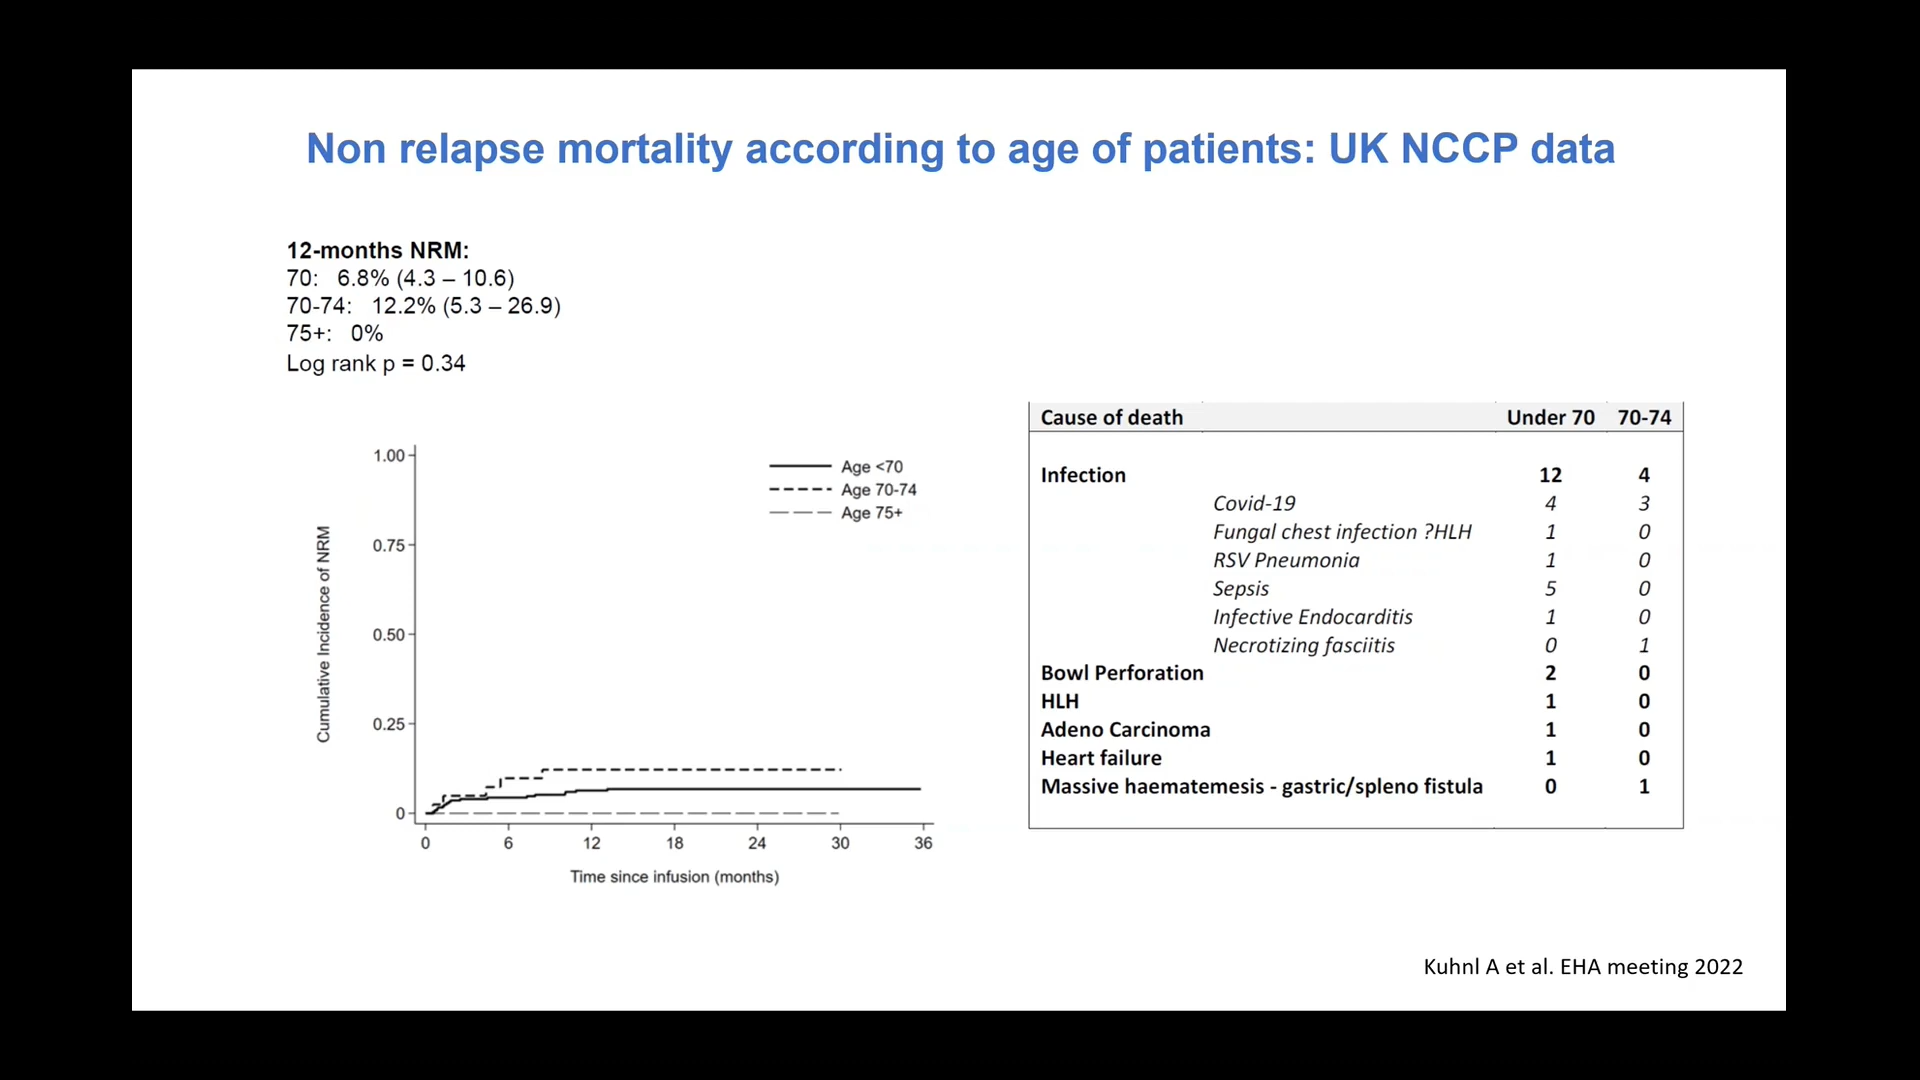 Non relapse mortality according to age of patients: UK NCCP data
12-months NRM:
70: 6.8% (4.3 – 10.6)
70-74: 12.2% (5.3 – 26.9)
75+: 0%
Log rank p = 0.34
Cumulative Incidence of NRM
1.00
0.75
0.50
0.25
0
Age <70
Age 70-74
Age 75+
0 6 12 18 24 30 36
Time since infusion (months)
Cause of death Under 70 70-74
Infection 12 4
Covid-19 4 3
Fungal chest infection ?HLH 1 0
RSV Pneumonia 1 0
Sepsis 5 0
Infective Endocarditis 1 0
Necrotizing fasciitis 0 1
Bowl Perforation 2 0
HLH 1 0
Adeno Carcinoma 1 0
Heart failure 1 0
Massive haematemesis - gastric/spleno fistula 0 1
Kuhnl A et al. EHA meeting 2022